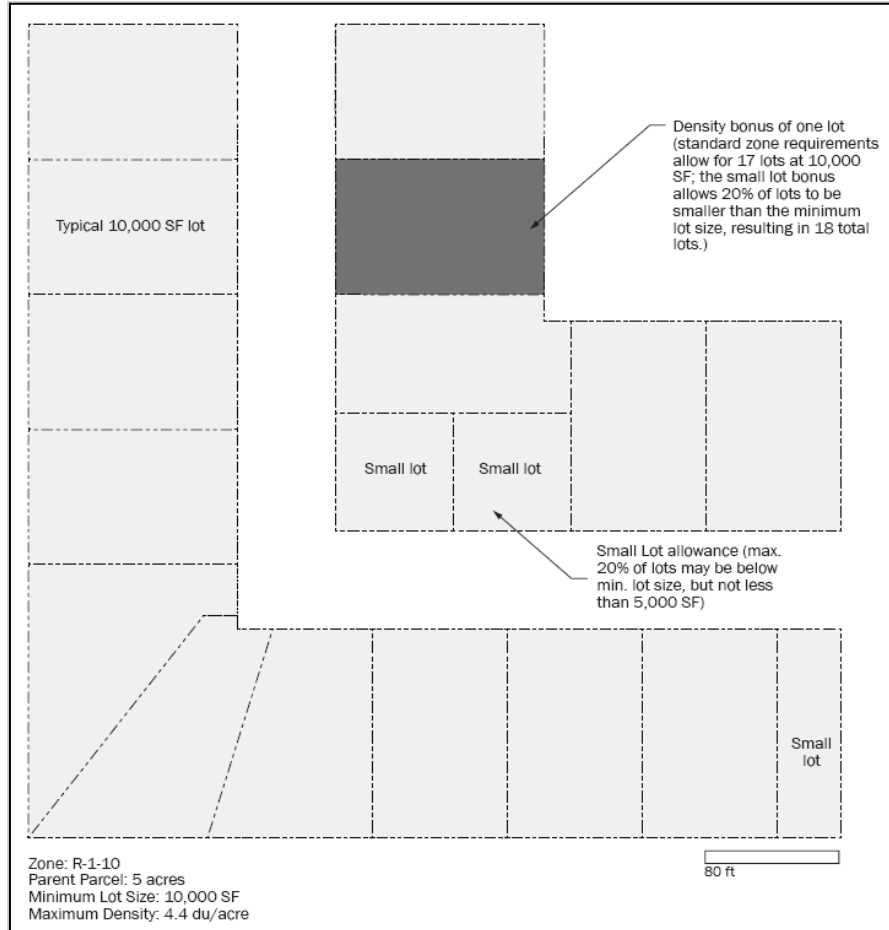 Density bonus of one lot
(standard zone requirements
allow for 17 lots at 10,000
SF; the small lot bonus
allows 20% of lots to be
smaller than the minimum
lot size, resulting in 18 total
lots.)
Typical 10,000 SF lot
Small lot
Small lot
Small Lot allowance (max.
20% of lots may be below
min. lot size, but not less
than 5,000 SF)
Small
lot
Zone: R-1-10
Parent Parcel: 5 acres
Minimum Lot Size: 10,000 SF
Maximum Density: 4.4 du/acre
80 ft